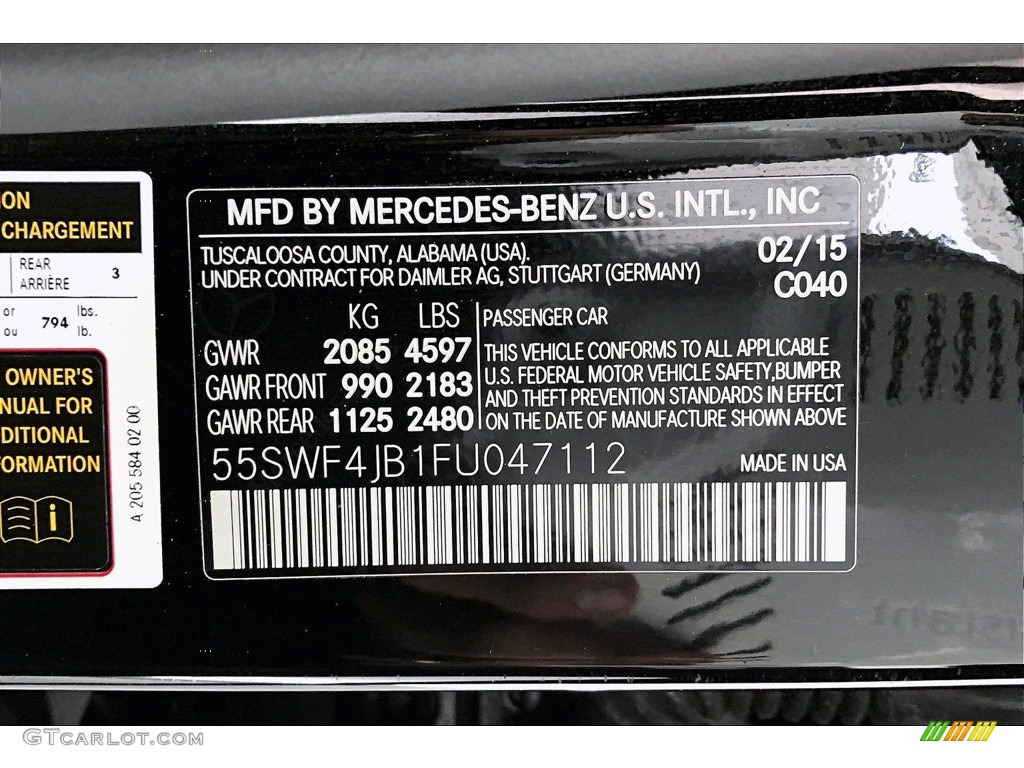 ON
CHARGEMENT
REAR
ARRIÈRE
3
or
ou
794
lbs.
lb.
OWNER'S
NUAL FOR
DITIONAL
FORMATION
i
A 205 584 02 00
MFD BY MERCEDES-BENZ U.S. INTL., INC
TUSCALOOSA COUNTY, ALABAMA (USA).
UNDER CONTRACT FOR DAIMLER AG, STUTTGART (GERMANY)
02/15
C040
KG LBS
GVWR 2085 4597
GAWR FRONT 990 2183
GAWR REAR 1125 2480
PASSENGER CAR
THIS VEHICLE CONFORMS TO ALL APPLICABLE
U.S. FEDERAL MOTOR VEHICLE SAFETY,BUMPER
AND THEFT PREVENTION STANDARDS IN EFFECT
ON THE DATE OF MANUFACTURE SHOWN ABOVE
55SWF4JB1FU047112
MADE IN USA
GTCarlot.com